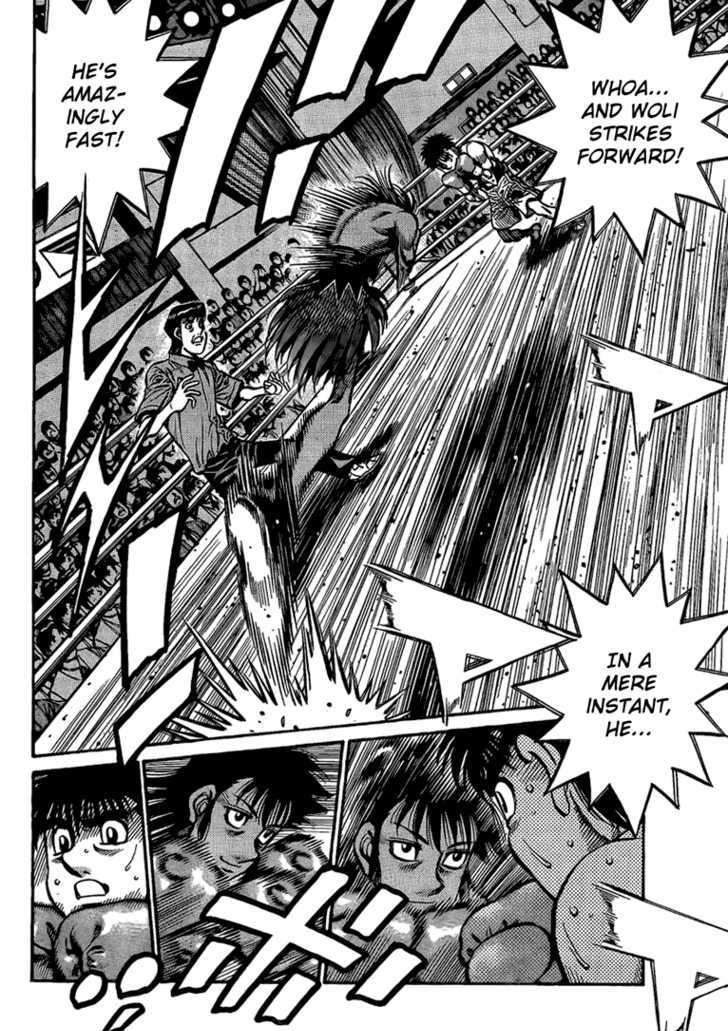 WHOA...
AND WOLI
STRIKES
FORWARD!
HE'S
AMAZ-
INGLY
FAST!
IN A
MERE
INSTANT,
HE...